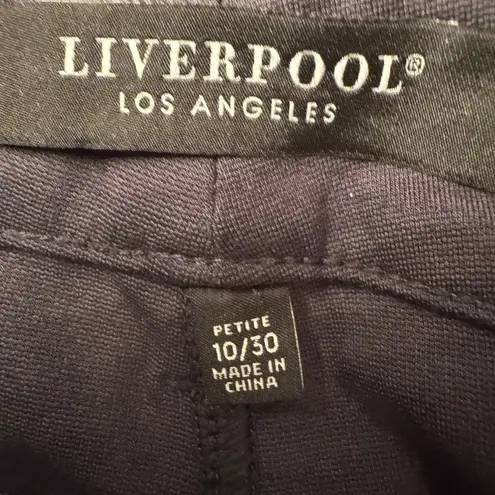 LIVERPOOL®
LOS ANGELES
PETITE
10/30
MADE IN
CHINA